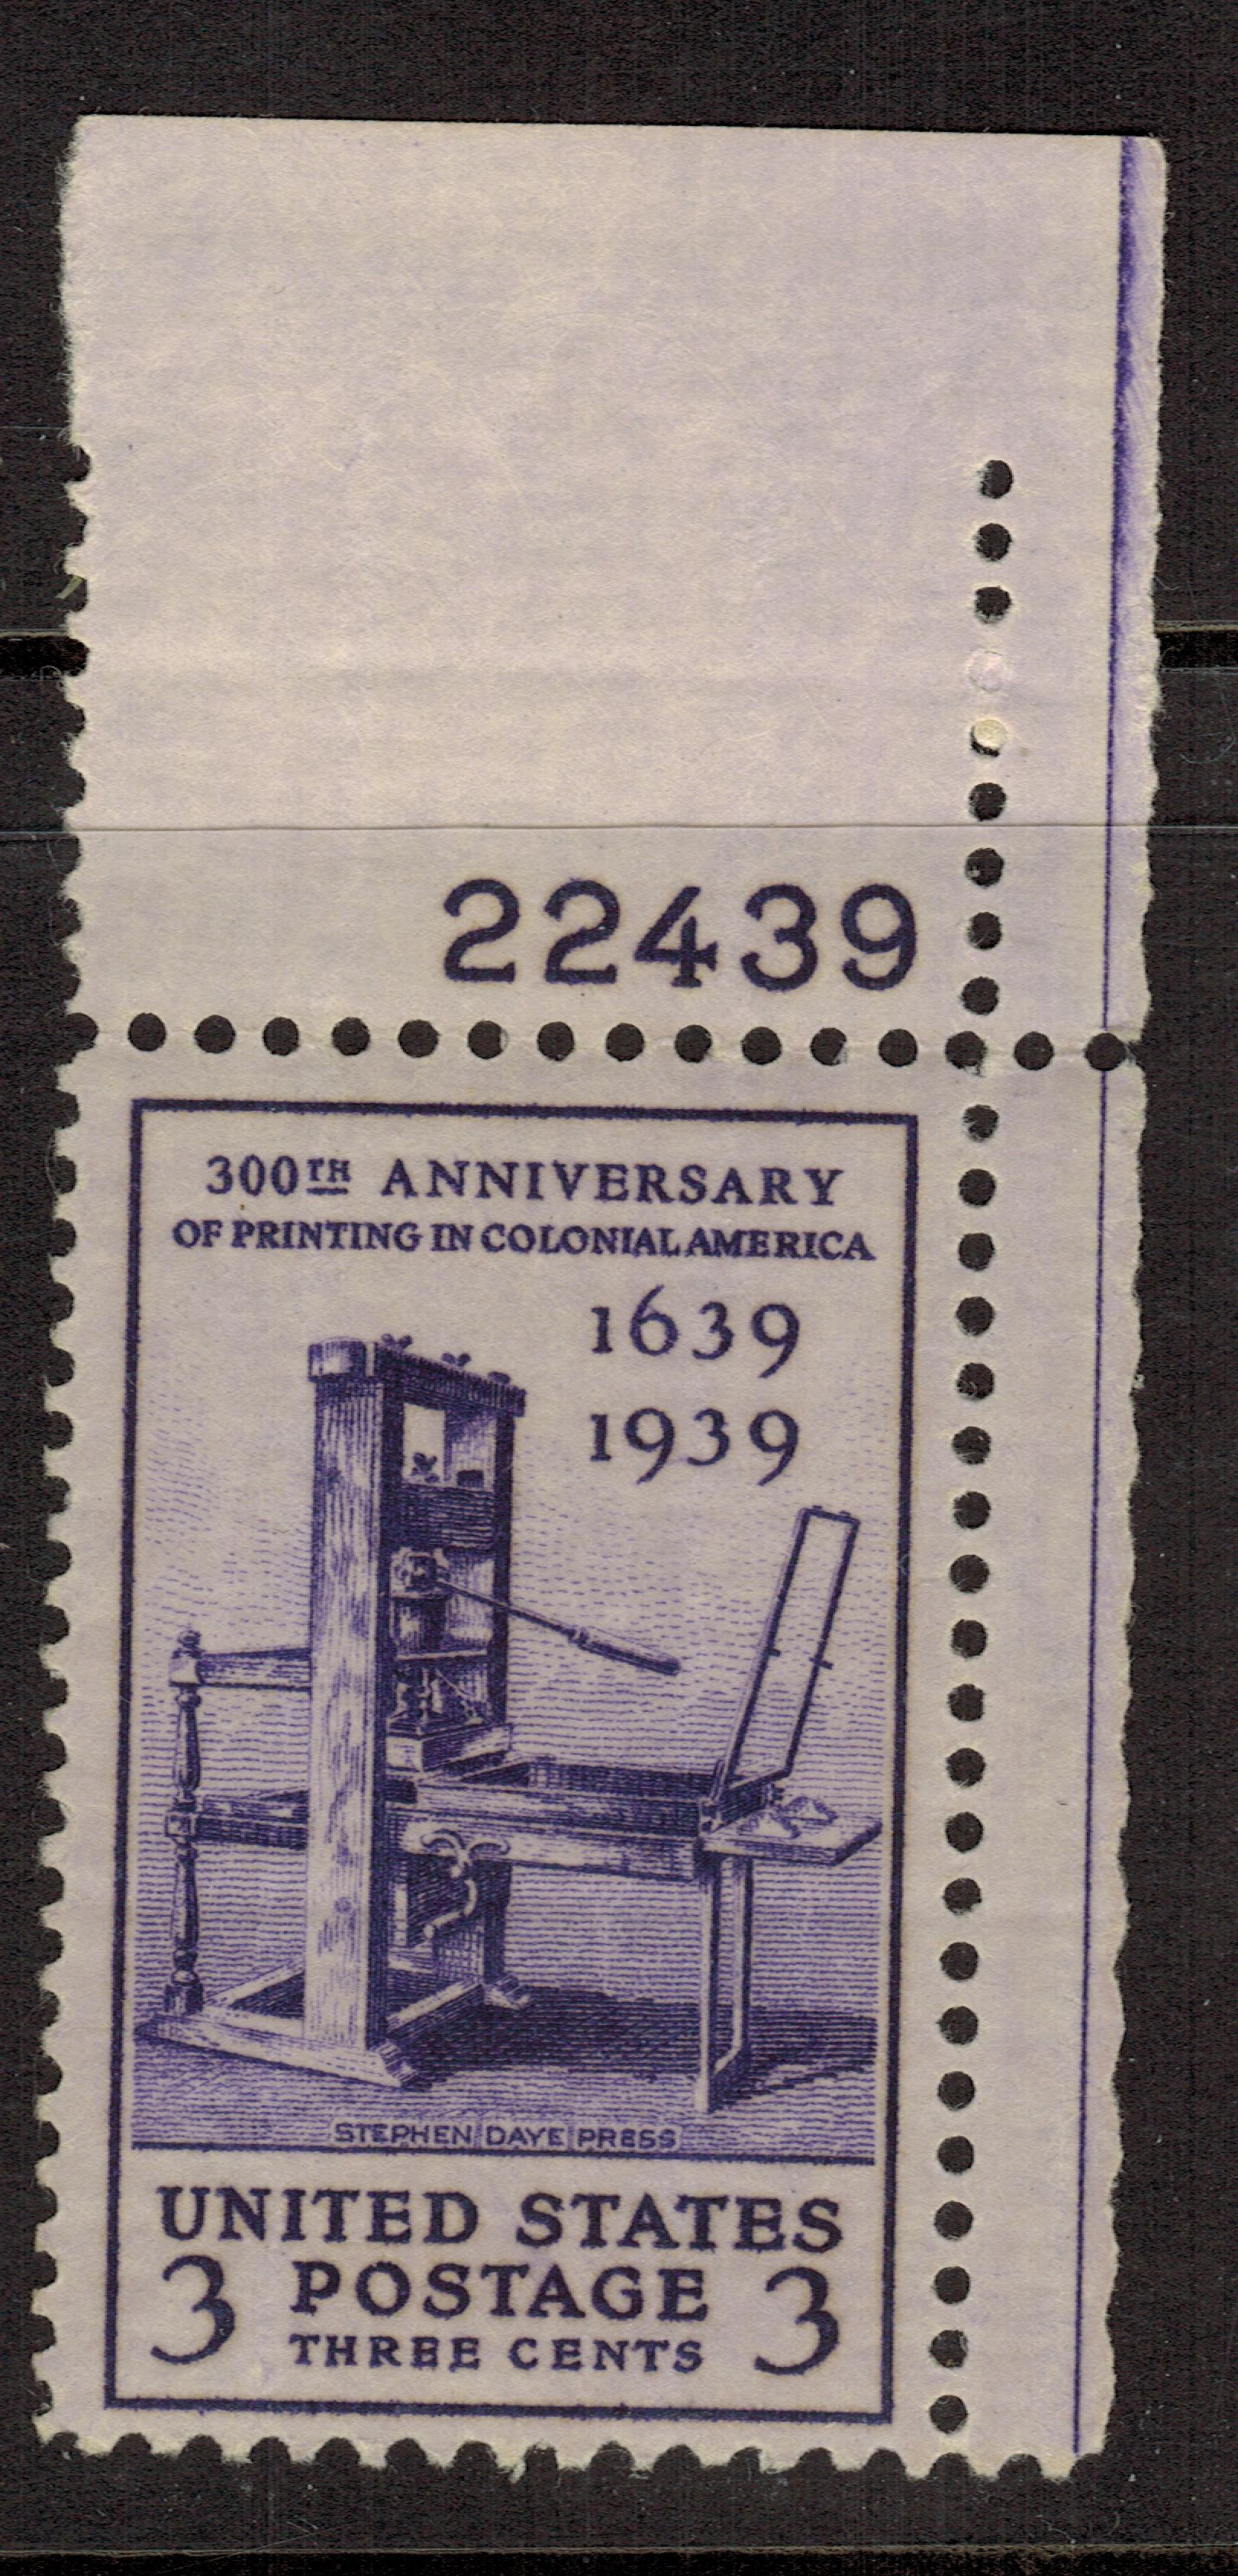 22439
300TH ANNIVERSARY
OF PRINTING IN COLONIAL AMERICA
1639
1939
STEPHEN DAYE PRESS
UNITED STATES
3 POSTAGE 3
THREE CENTS